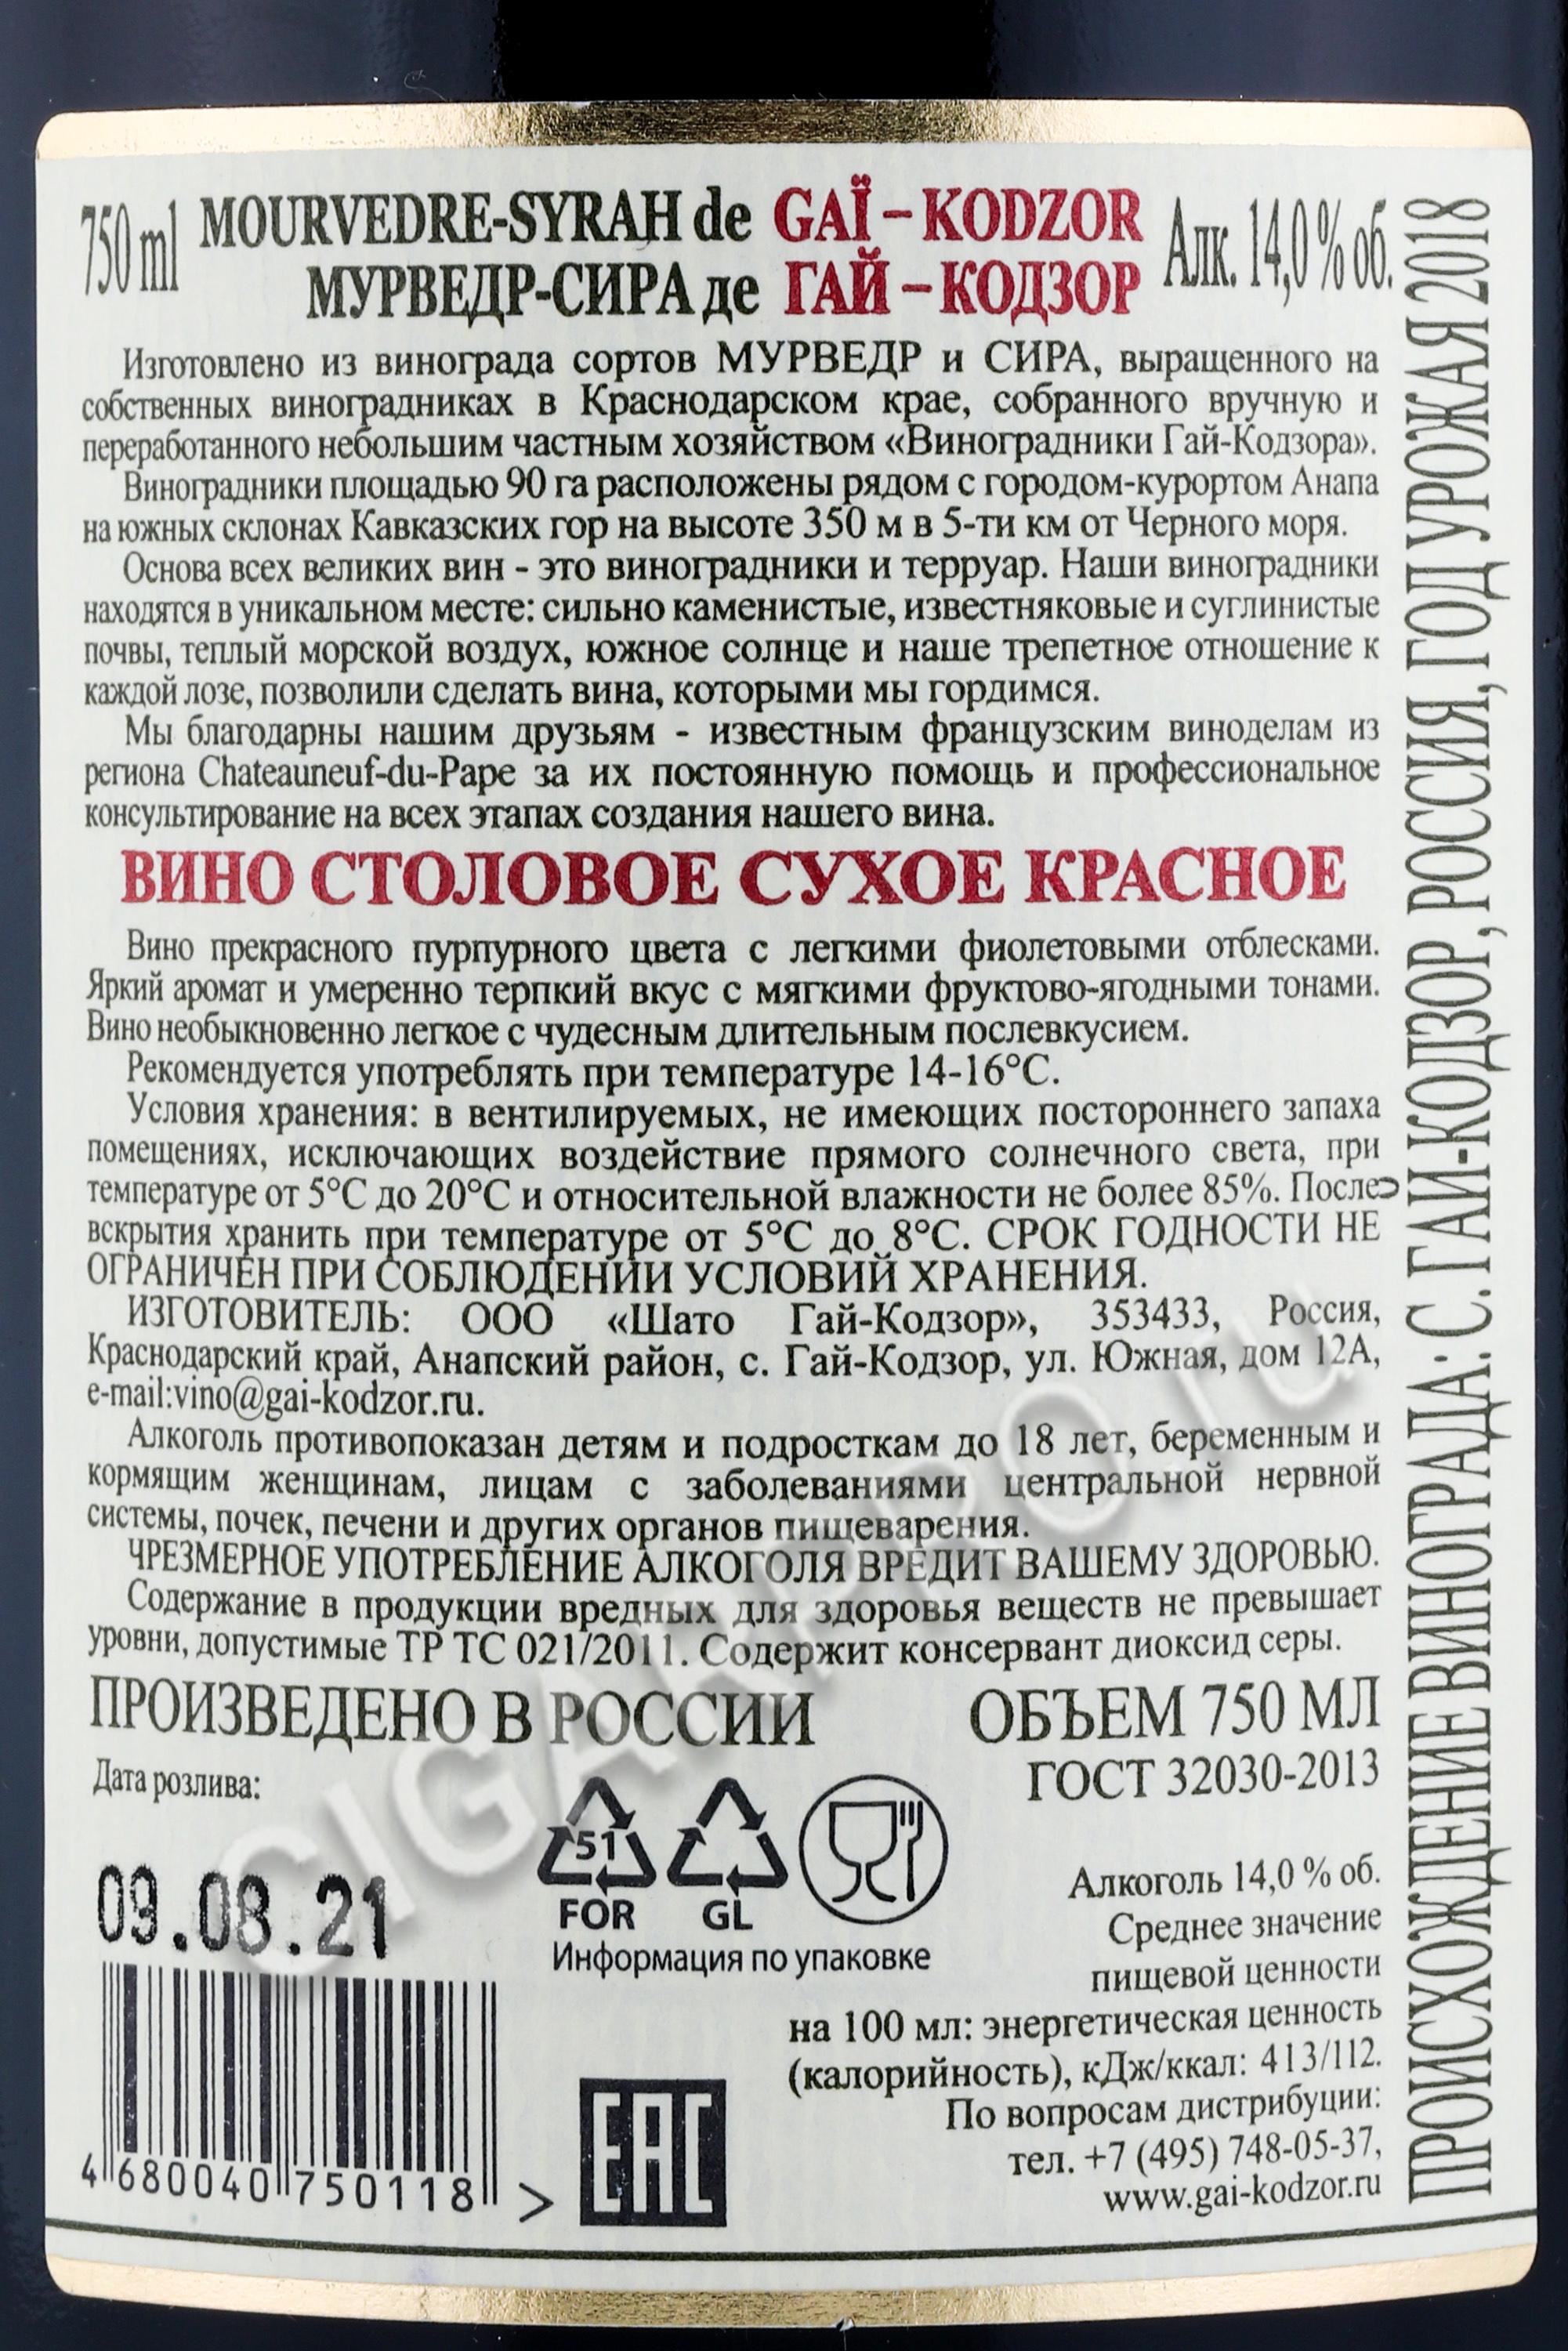 750 ml MOURVEDRE-SYRAH de GAÏ – KODZOR Алк. 14,0 % об.
МУРВЕДР-СИРА де ГАЙ – КОДЗОР
Изготовлено из винограда сортов МУРВЕДР и СИРА, выращенного на
собственных виноградниках в Краснодарском крае, собранного вручную и
переработанного небольшим частным хозяйством «Виноградники Гай-Кодзора».
Виноградники площадью 90 га расположены рядом с городом-курортом Анапа
на южных склонах Кавказских гор на высоте 350 м в 5-ти км от Черного моря.
Основа всех великих вин - это виноградники и терруар. Наши виноградники
находятся в уникальном месте: сильно каменистые, известняковые и суглинистые
почвы, теплый морской воздух, южное солнце и наше трепетное отношение к
каждой лозе, позволили сделать вина, которыми мы гордимся.
Мы благодарны нашим друзьям - известным французским виноделам из
региона Chateauneuf-du-Pape за их постоянную помощь и профессиональное
консультирование на всех этапах создания нашего вина.
ВИНО СТОЛОВОЕ СУХОЕ КРАСНОЕ
Вино прекрасного пурпурного цвета с легкими фиолетовыми отблесками.
Яркий аромат и умеренно терпкий вкус с мягкими фруктово-ягодными тонами.
Вино необыкновенно легкое с чудесным длительным послевкусием.
Рекомендуется употреблять при температуре 14-16°С.
Условия хранения: в вентилируемых, не имеющих постороннего запаха
помещениях, исключающих воздействие прямого солнечного света, при
температуре от 5°С до 20°С и относительной влажности не более 85%. После
вскрытия хранить при температуре от 5°С до 8°С. СРОК ГОДНОСТИ НЕ
ОГРАНИЧЕН ПРИ СОБЛЮДЕНИИ УСЛОВИЙ ХРАНЕНИЯ.
ИЗГОТОВИТЕЛЬ: ООО «Шато Гай-Кодзор», 353433, Россия,
Краснодарский край, Анапский район, с. Гай-Кодзор, ул. Южная, дом 12А,
e-mail:vino@gai-kodzor.ru.
Алкоголь противопоказан детям и подросткам до 18 лет, беременным и
кормящим женщинам, лицам с заболеваниями центральной нервной
системы, почек, печени и других органов пищеварения.
ЧРЕЗМЕРНОЕ УПОТРЕБЛЕНИЕ АЛКОГОЛЯ ВРЕДИТ ВАШЕМУ ЗДОРОВЬЮ.
Содержание в продукции вредных для здоровья веществ не превышает
уровни, допустимые ТР ТС 021/2011. Содержит консервант диоксид серы.
ПРОИЗВЕДЕНО В РОССИИ ОБЪЕМ 750 МЛ
ГОСТ 32030-2013
Дата розлива:
09.08.21
51
FOR GL
Информация по упаковке
Алкоголь 14,0 % об.
Среднее значение
пищевой ценности
на 100 мл: энергетическая ценность
(калорийность), кДж/ккал: 413/112.
По вопросам дистрибуции:
тел. +7 (495) 748-05-37,
www.gai-kodzor.ru
4 680040 750118 >
EAC
ПРОИСХОЖДЕНИЕ ВИНОГРАДА: С. ГАЙ-КОДЗОР, РОССИЯ, ГОД УРОЖАЯ 2018
CIGARPRO.ru